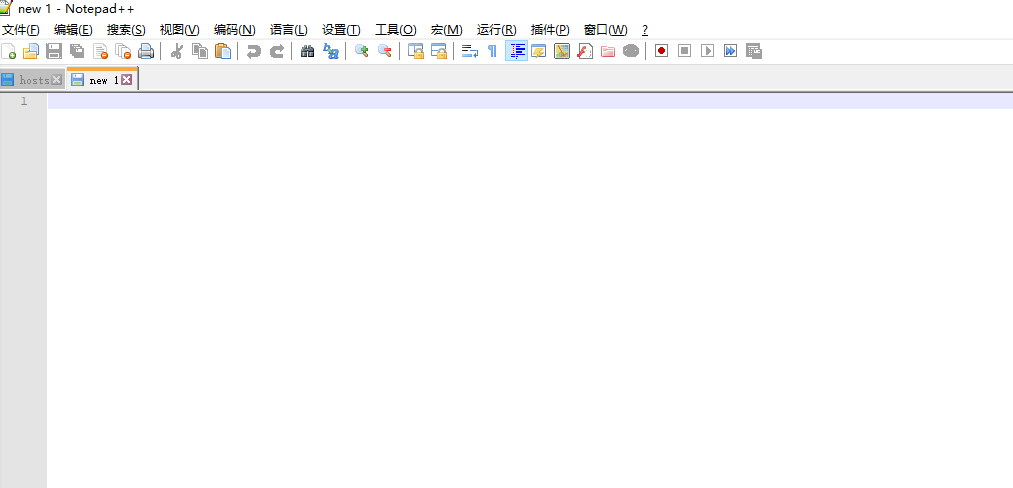 new 1 - Notepad++
文件(F) 编辑(E) 搜索(S) 视图(V) 编码(N) 语言(L) 设置(T) 工具(O) 宏(M) 运行(R) 插件(P) 窗口(W) ?
hosts new 1
1